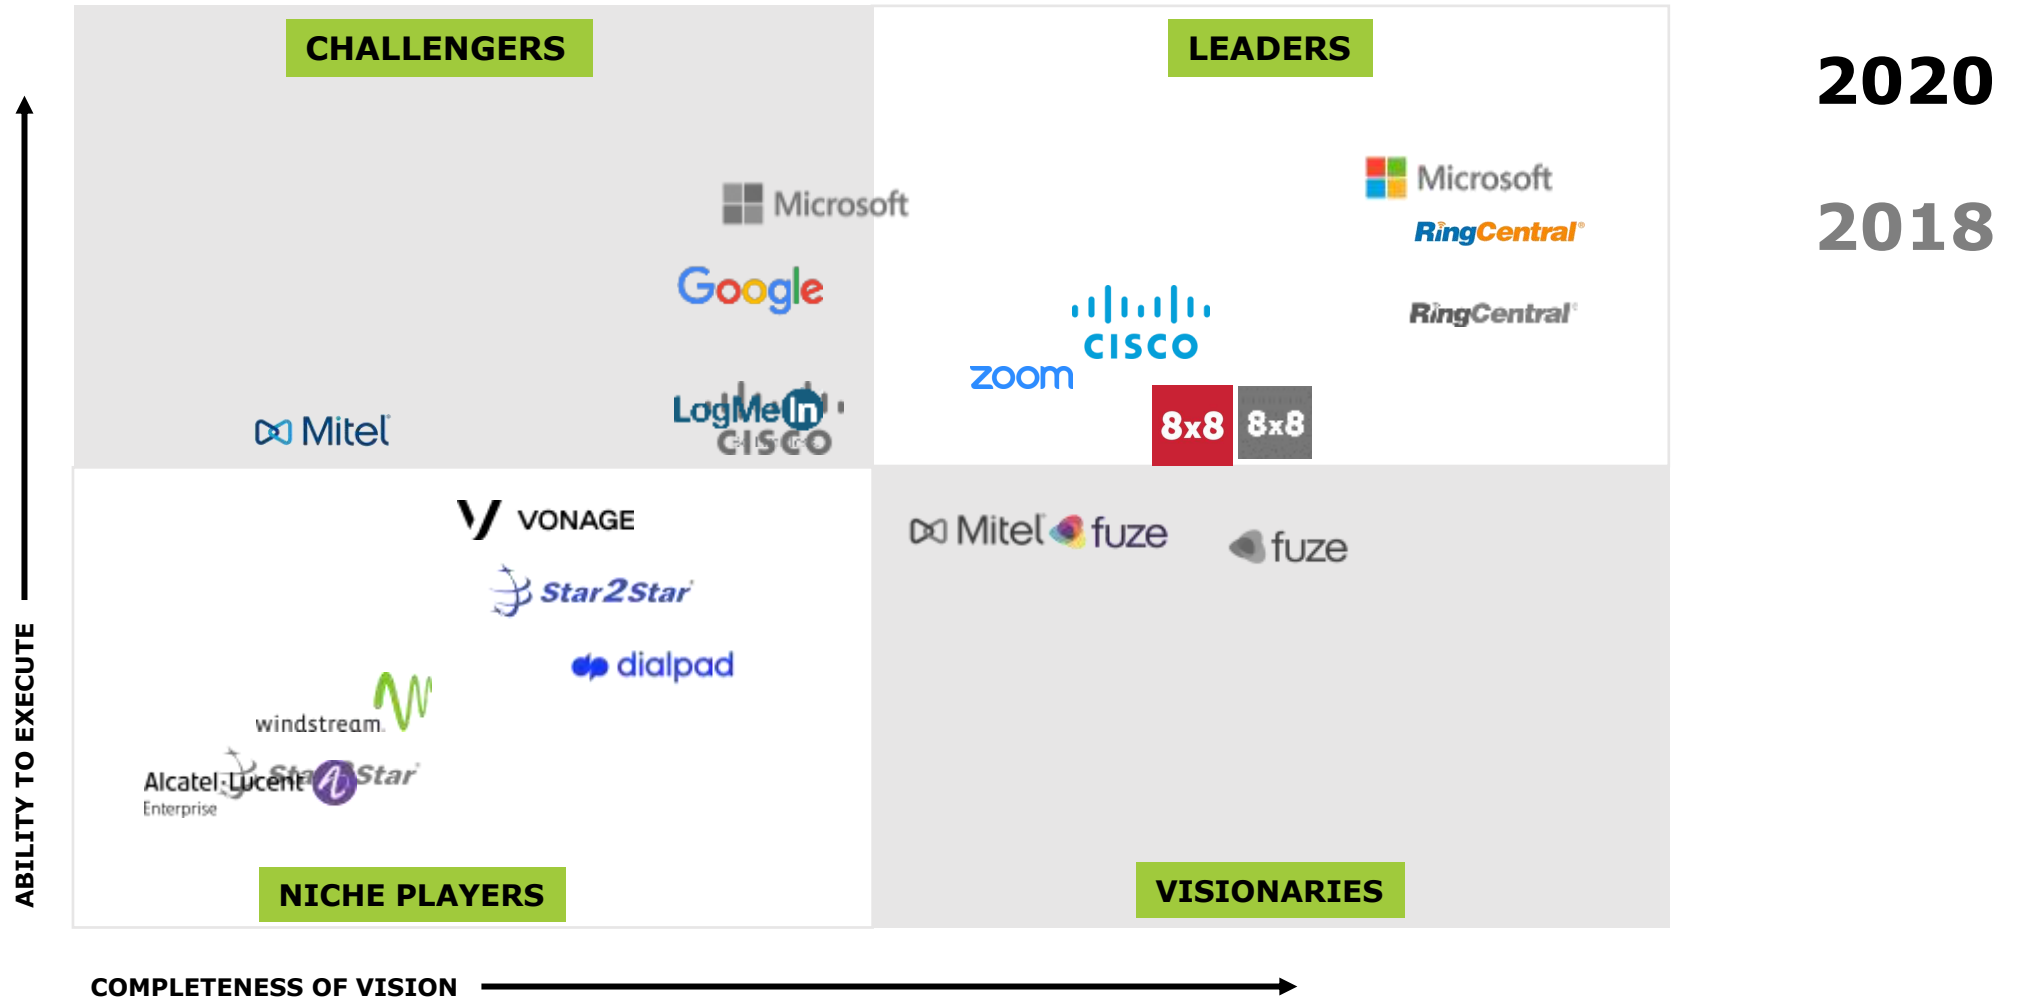 CHALLENGERS
LEADERS
2020
Microsoft
Microsoft
2018
RingCentral
Google
RingCentral
CISCO
zoom
LogMeIn
8x8
8x8
Mitel
CISCO
VONAGE
Mitel
fuze
fuze
Star2Star
dialpad
windstream
Star2Star
Alcatel·Lucent
Enterprise
NICHE PLAYERS
VISIONARIES
ABILITY TO EXECUTE
COMPLETENESS OF VISION